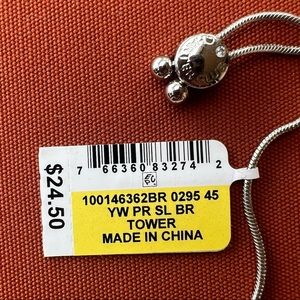 $24.50
7 66360 83274 2
100146362BR 0295 45
YW PR SL BR
TOWER
MADE IN CHINA